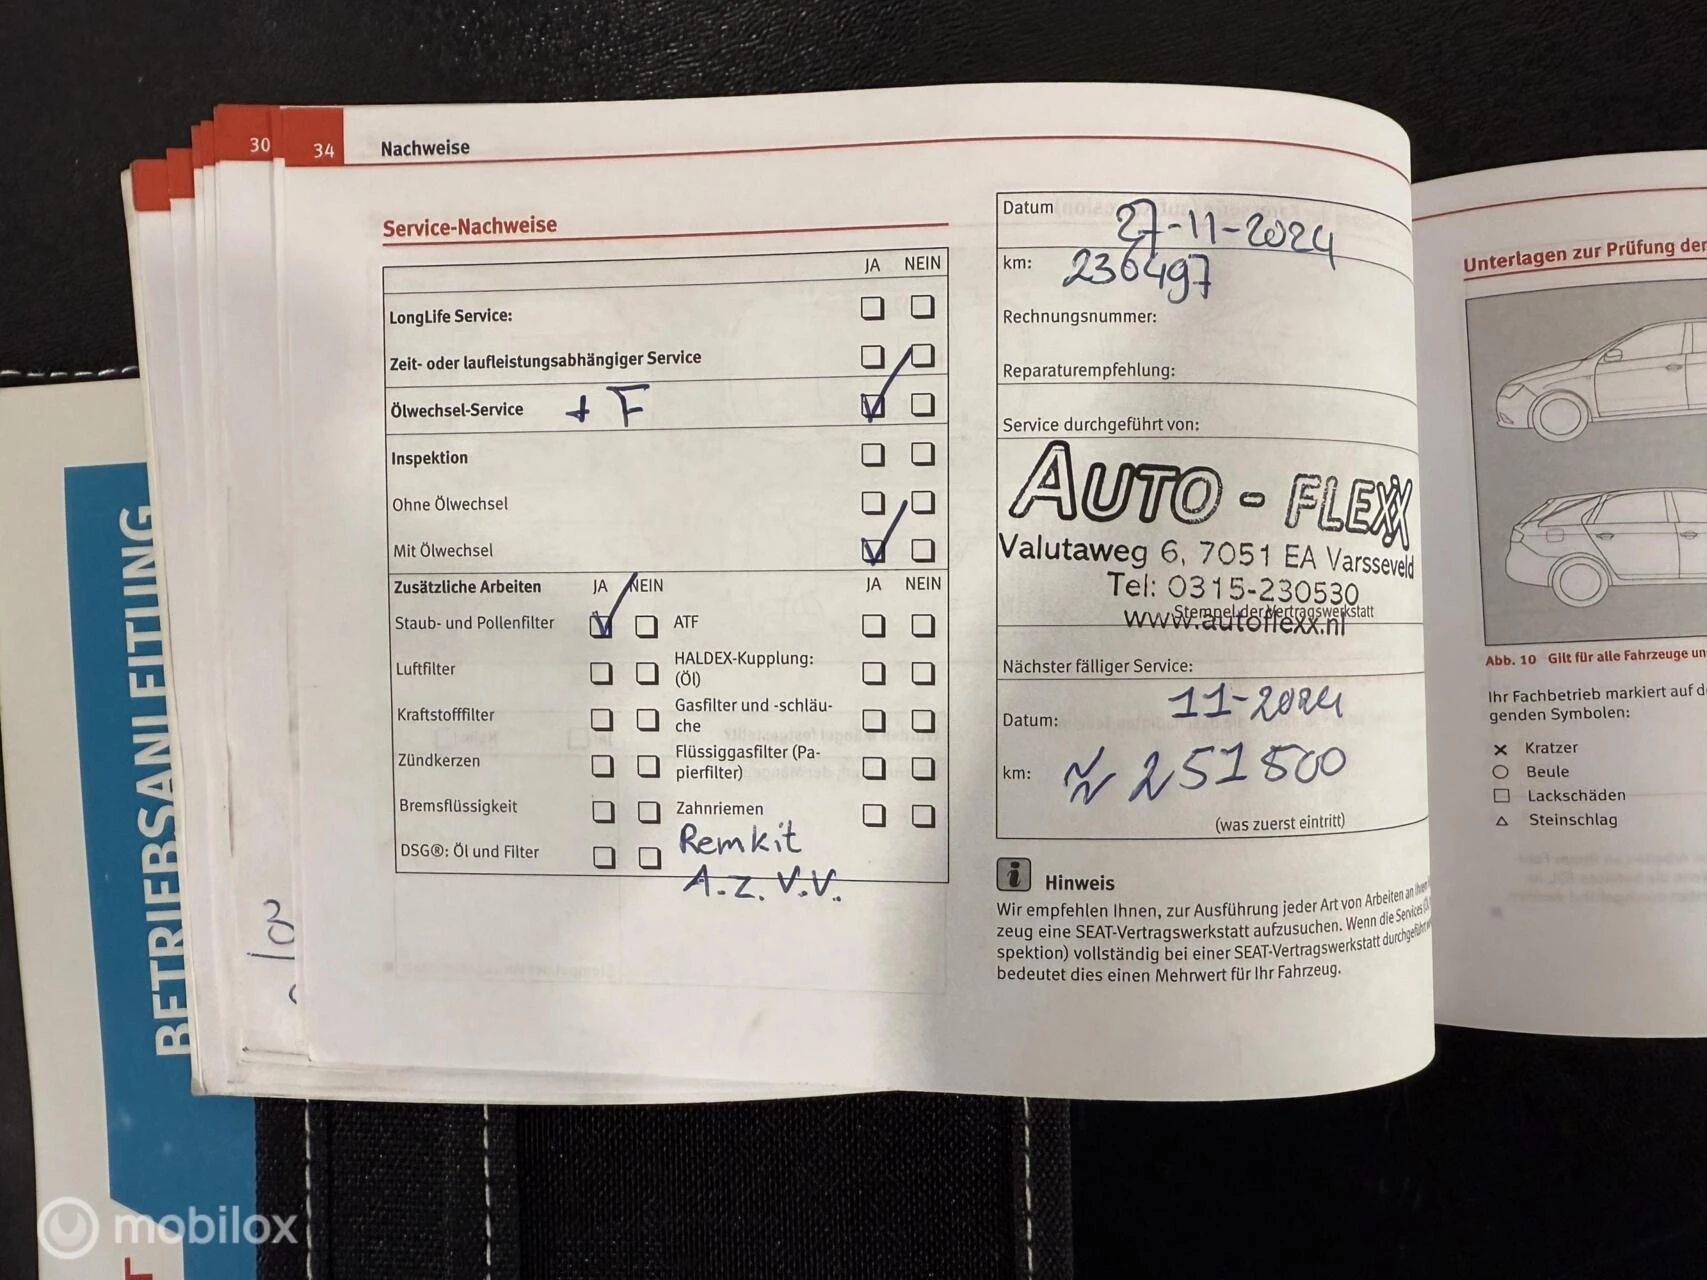 30
34
Nachweise
Service-Nachweise
JA NEIN
LongLife Service:
Zeit- oder laufleistungsabhängiger Service
Ölwechsel-Service + F
Inspektion
Ohne Ölwechsel
Mit Ölwechsel
Zusätzliche Arbeiten JA NEIN JA NEIN
Staub- und Pollenfilter ATF
Luftfilter HALDEX-Kupplung:
(Öl)
Kraftstofffilter Gasfilter und -schläu-
che
Zündkerzen Flüssiggasfilter (Pa-
pierfilter)
Bremsflüssigkeit Zahnriemen
DSG®: Öl und Filter Remkit
A.z.V.V.
Datum 27-11-2024
km: 236497
Rechnungsnummer:
Reparaturempfehlung:
Service durchgeführt von:
AUTO - FLEXX
Valutaweg 6, 7051 EA Varsseveld
Tel: 0315-230530
Stempel der Vertragswerkstatt
www.autoflexx.nl
Nächster fälliger Service:
Datum: 11-2024
km: ≈ 251500
(was zuerst eintritt)
i Hinweis
Wir empfehlen Ihnen, zur Ausführung jeder Art von Arbeiten an Ihrem
zeug eine SEAT-Vertragswerkstatt aufzusuchen. Wenn die Services
spektion) vollständig bei einer SEAT-Vertragswerkstatt durchgeführt
bedeutet dies einen Mehrwert für Ihr Fahrzeug.
Unterlagen zur Prüfung der
Abb. 10 Gilt für alle Fahrzeuge un
Ihr Fachbetrieb markiert auf d
genden Symbolen:
Kratzer
Beule
Lackschäden
Steinschlag
BETRIEBSANLEITUNG
mobilox